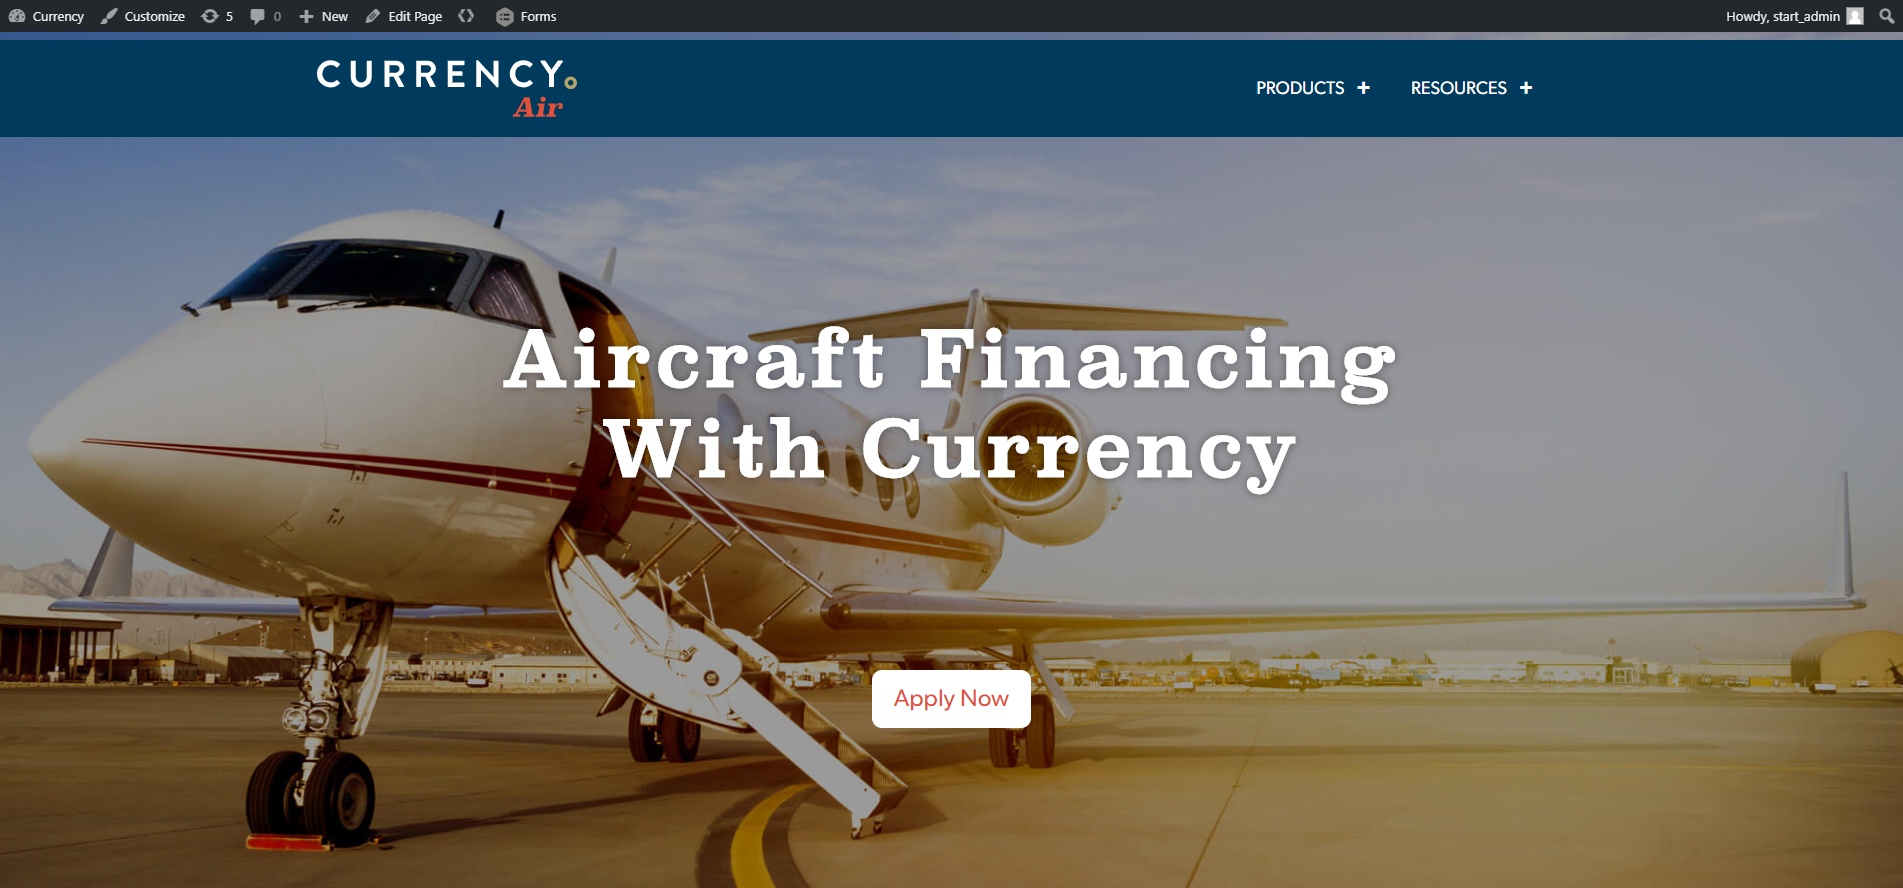 Currency Customize 5 0 New Edit Page Forms Howdy, start_admin
CURRENCY
Air
PRODUCTS + RESOURCES +
Aircraft Financing
With Currency
Apply Now